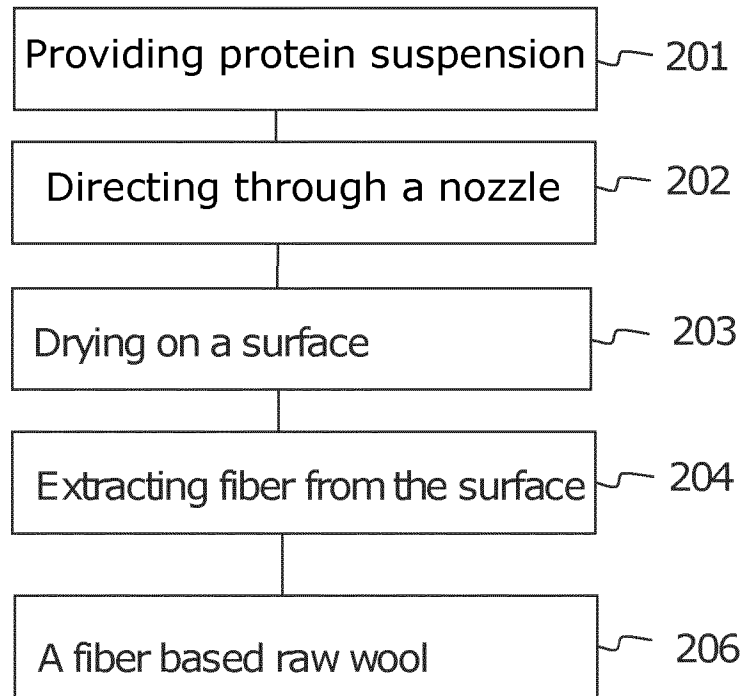 Providing protein suspension 201
Directing through a nozzle 202
Drying on a surface 203
Extracting fiber from the surface 204
A fiber based raw wool 206